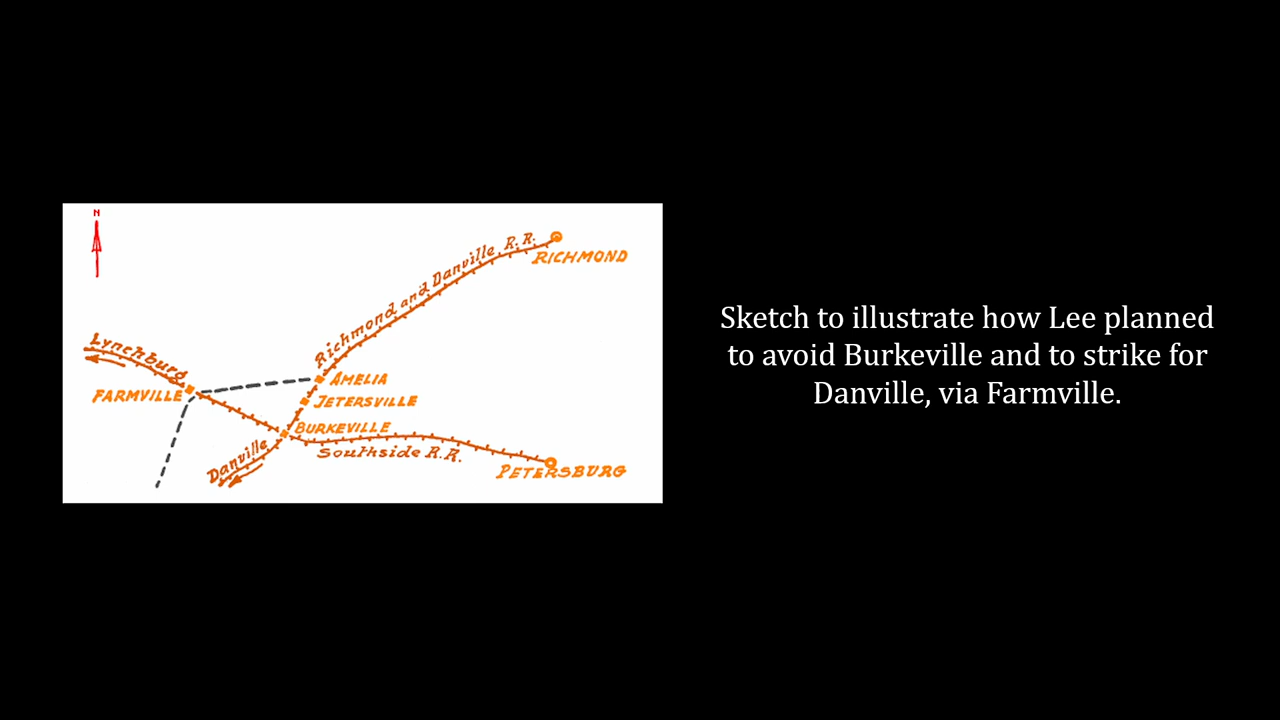 N
Richmond and Danville R.R.
RICHMOND
Lynchburg
FARMVILLE
AMELIA
JETERSVILLE
BURKEVILLE
Danville
Southside R.R.
PETERSBURG
Sketch to illustrate how Lee planned
to avoid Burkeville and to strike for
Danville, via Farmville.